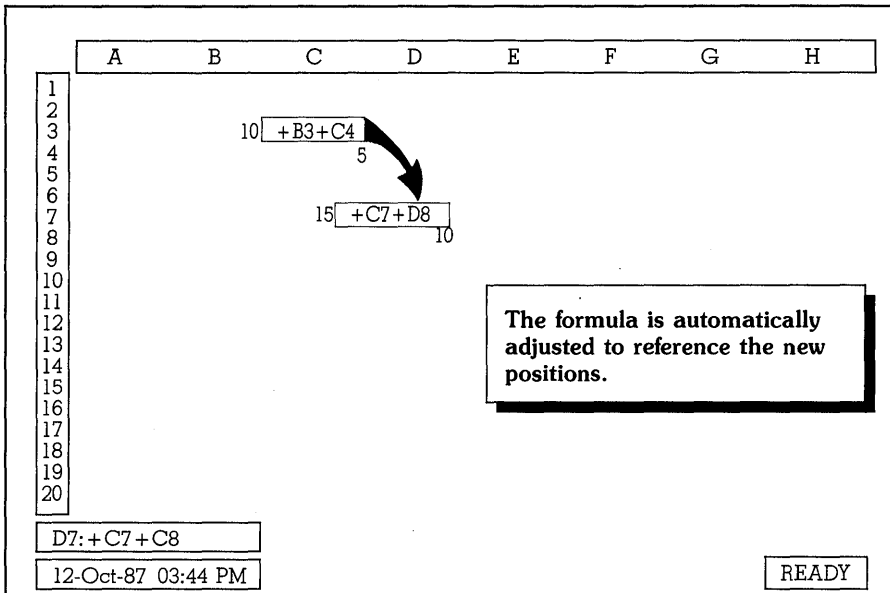 A B C D E F G H
1
2
3
10 +B3+C4
4
5
5
6
7
15 +C7+D8
8
10
9
10
11
12
13
14
15
16
17
18
19
20
The formula is automatically
adjusted to reference the new
positions.
D7:+C7+C8
12-Oct-87 03:44 PM
READY